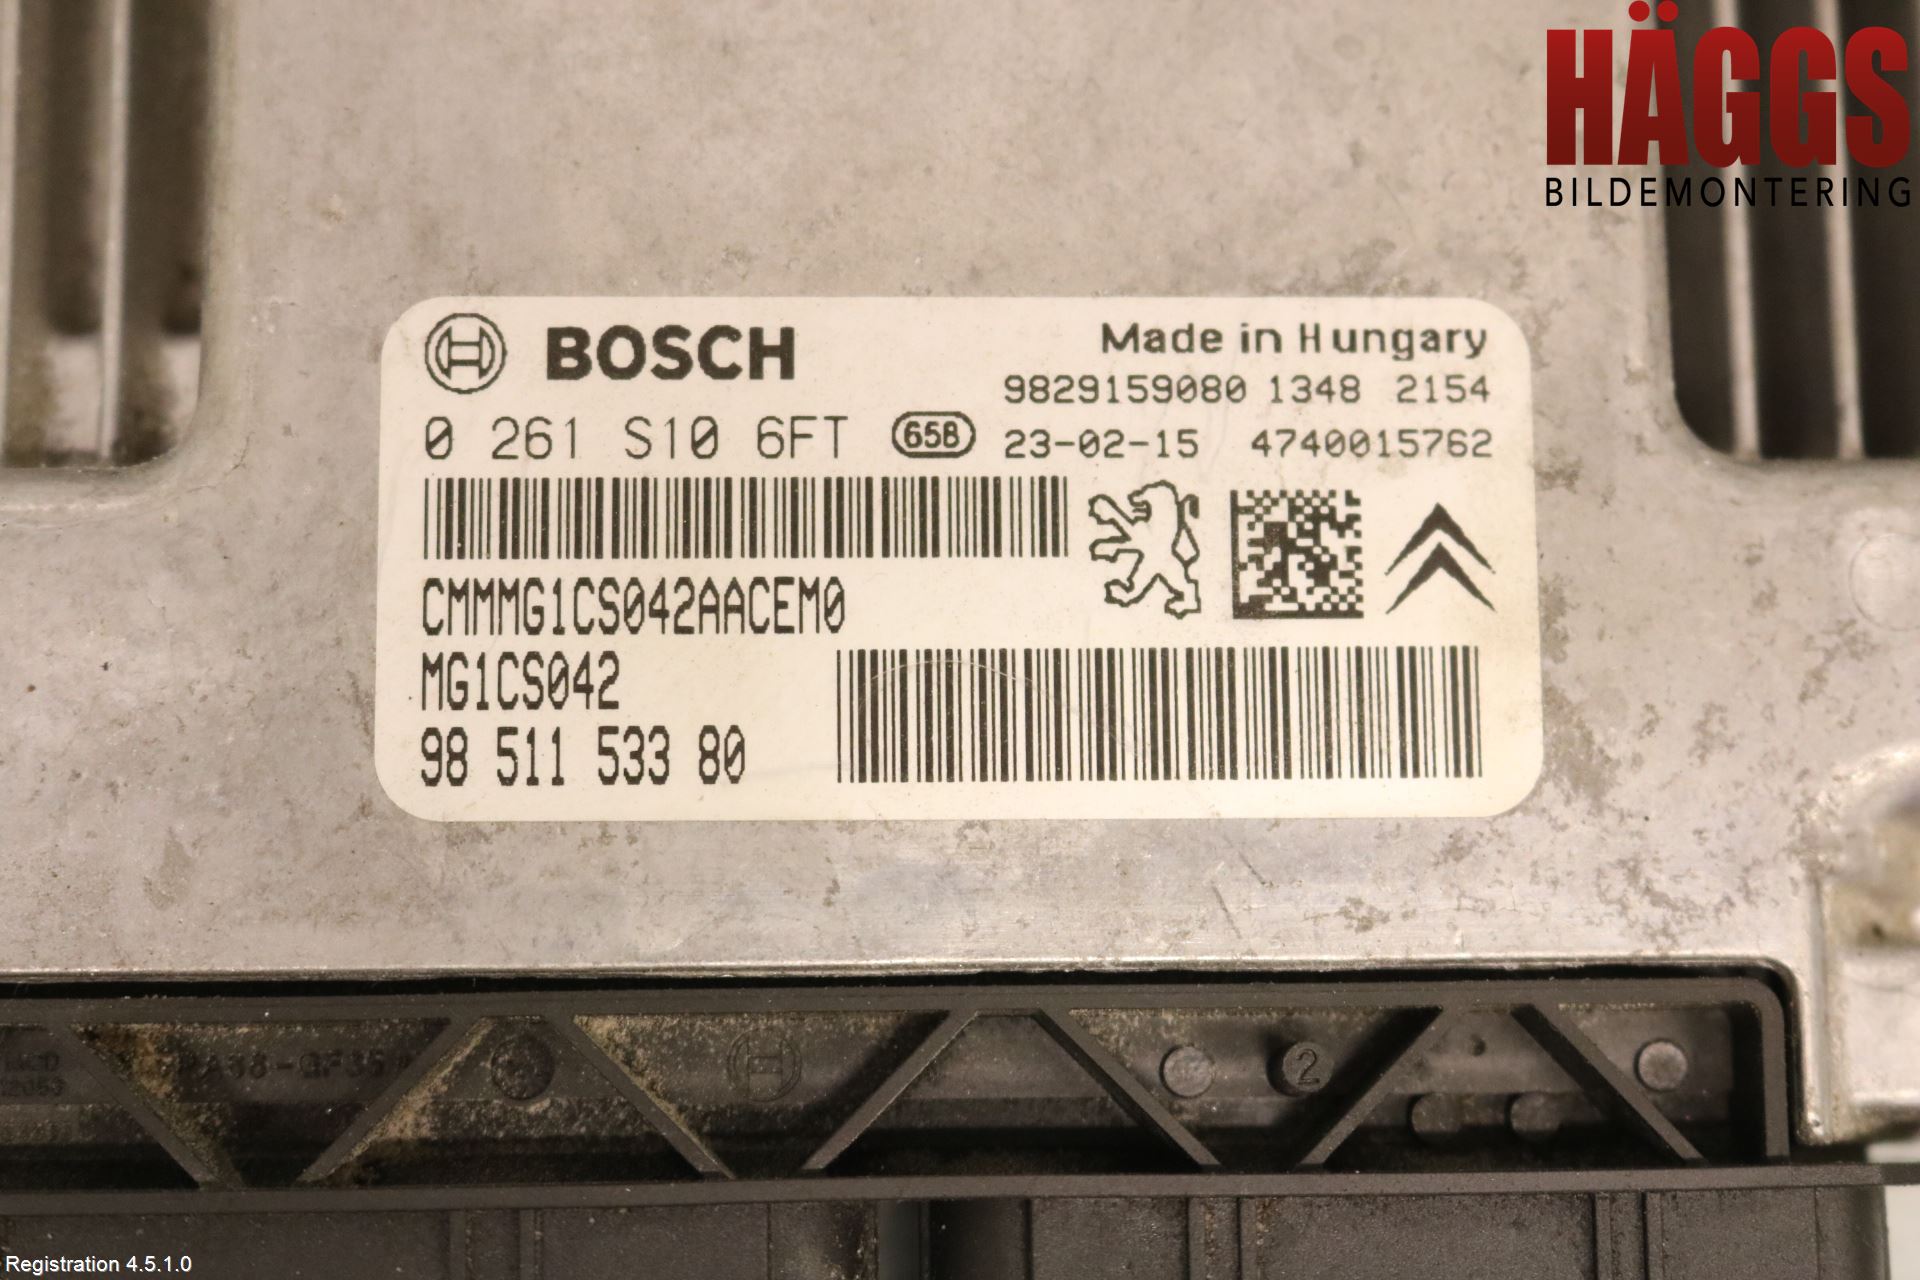 HÄGGS
BILDEMONTERING
BOSCH
Made in Hungary
9829159080 1348 2154
0 261 S10 6FT 65B 23-02-15 4740015762
CMMMG1CS042AACEM0
MG1CS042
98 511 533 80
2
Registration 4.5.1.0